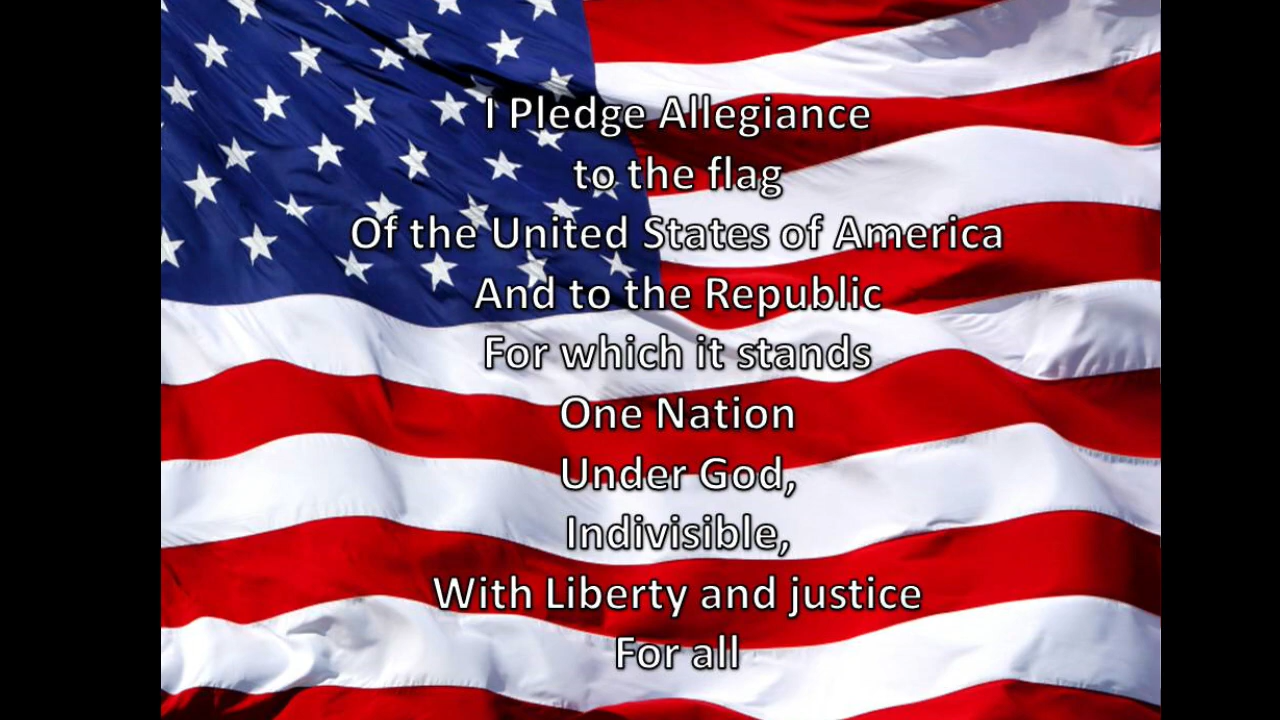 I Pledge Allegiance
to the flag
Of the United States of America
And to the Republic
For which it stands
One Nation
Under God,
Indivisible,
With Liberty and justice
For all